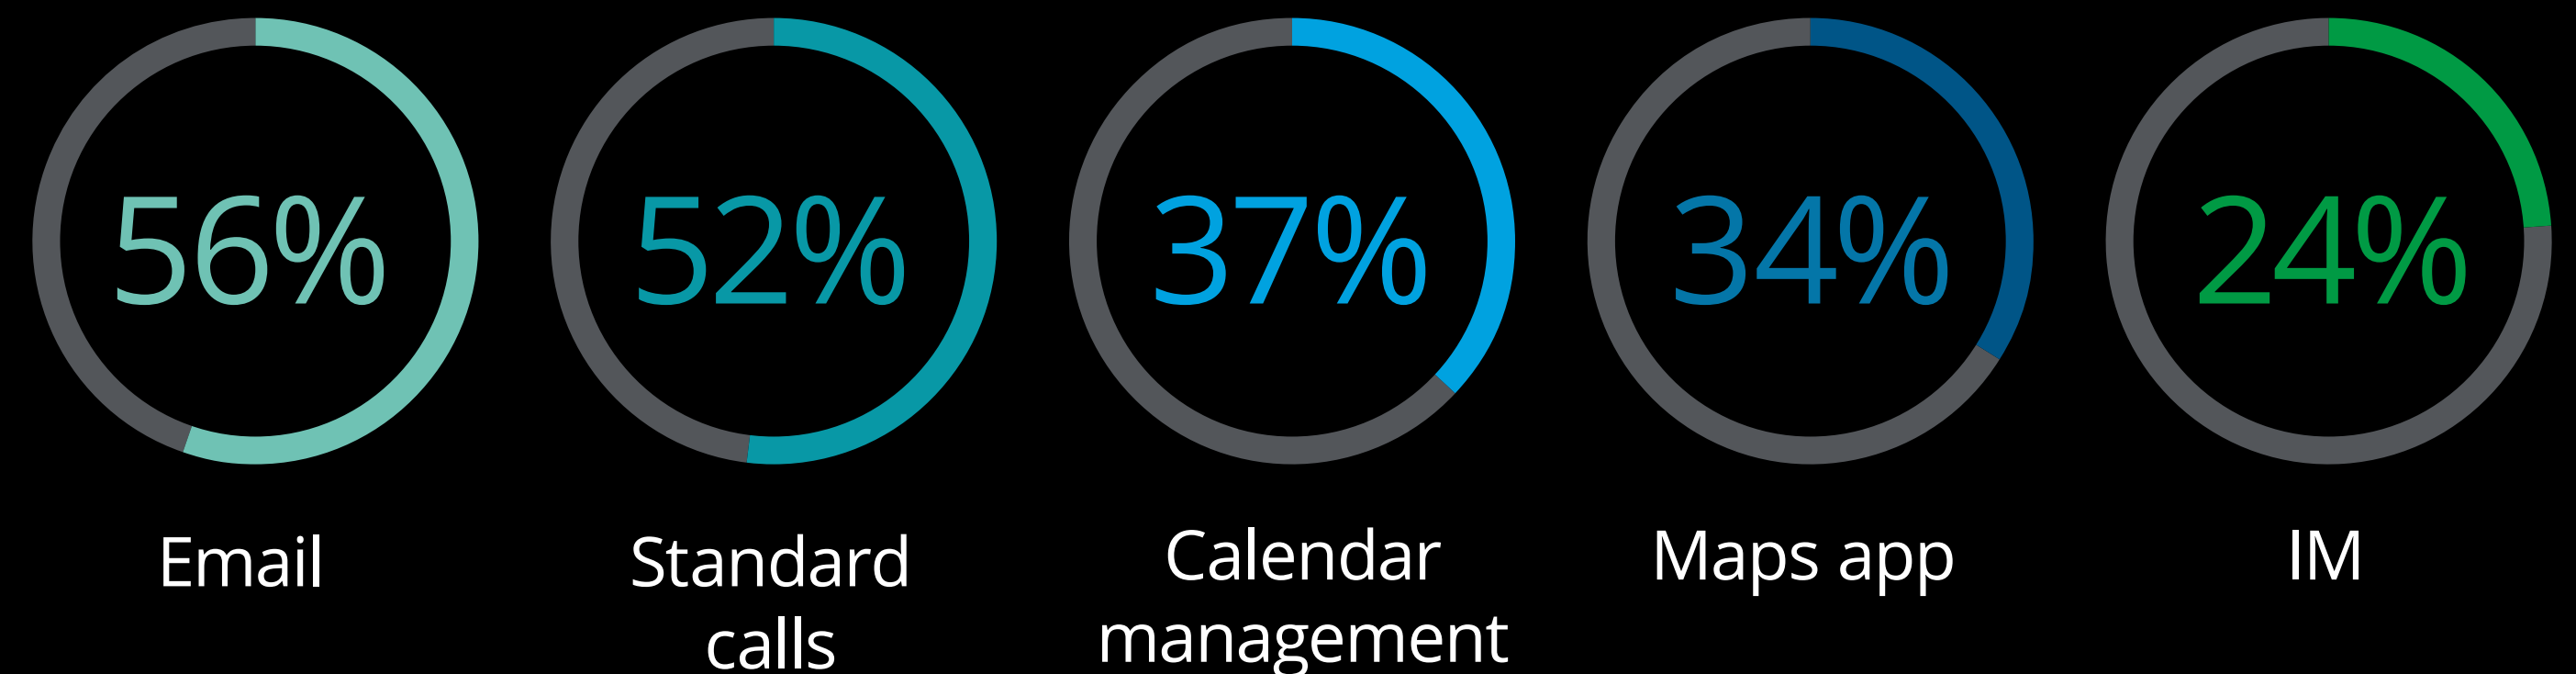 56%
52%
37%
34%
24%
Email
Standard
calls
Calendar
management
Maps app
IM